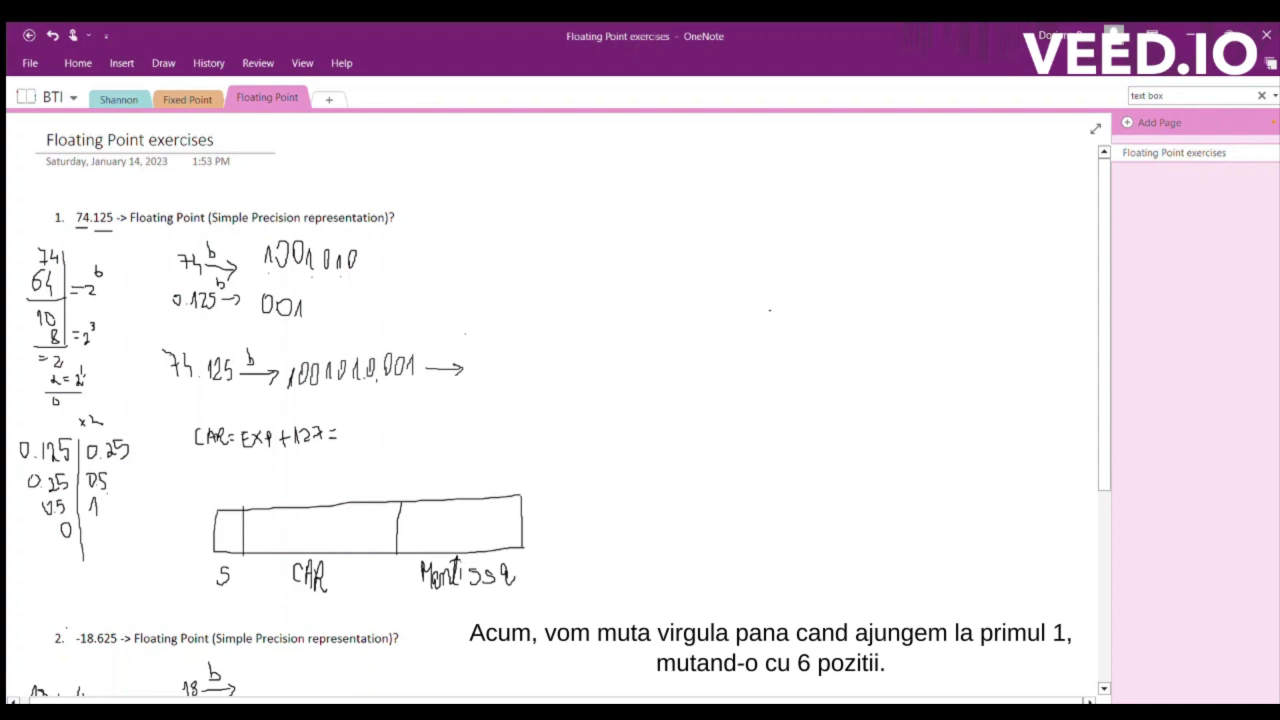 Floating Point exercises - OneNote
VEED.IO
File Home Insert Draw History Review View Help
BTI Shannon Fixed Point Floating Point +
text box
Add Page
Floating Point exercises
Floating Point exercises
Saturday, January 14, 2023 1:53 PM
1. 74.125 -> Floating Point (Simple Precision representation)?
74
64 = 2^6
10
8 = 2^3
= 2
2 = 2^1
0
74 b→ 1001010
0.125 b→ 001
74.125 b→ 1001010.001 →
x2
0.125 | 0.25
0.25 | 0.5
0.5 | 1
0
CAR = EXP + 127 =
S CAR Mantissa
2. -18.625 -> Floating Point (Simple Precision representation)?
18 b→
Acum, vom muta virgula pana cand ajungem la primul 1,
mutand-o cu 6 pozitii.